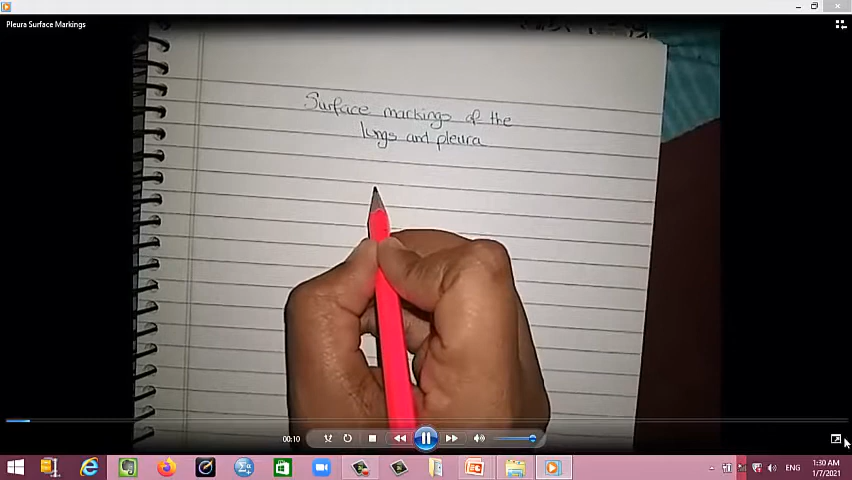 Pleura Surface Markings
Surface markings of the
lungs and pleura
00:10
ENG
1:30 AM
1/7/2021